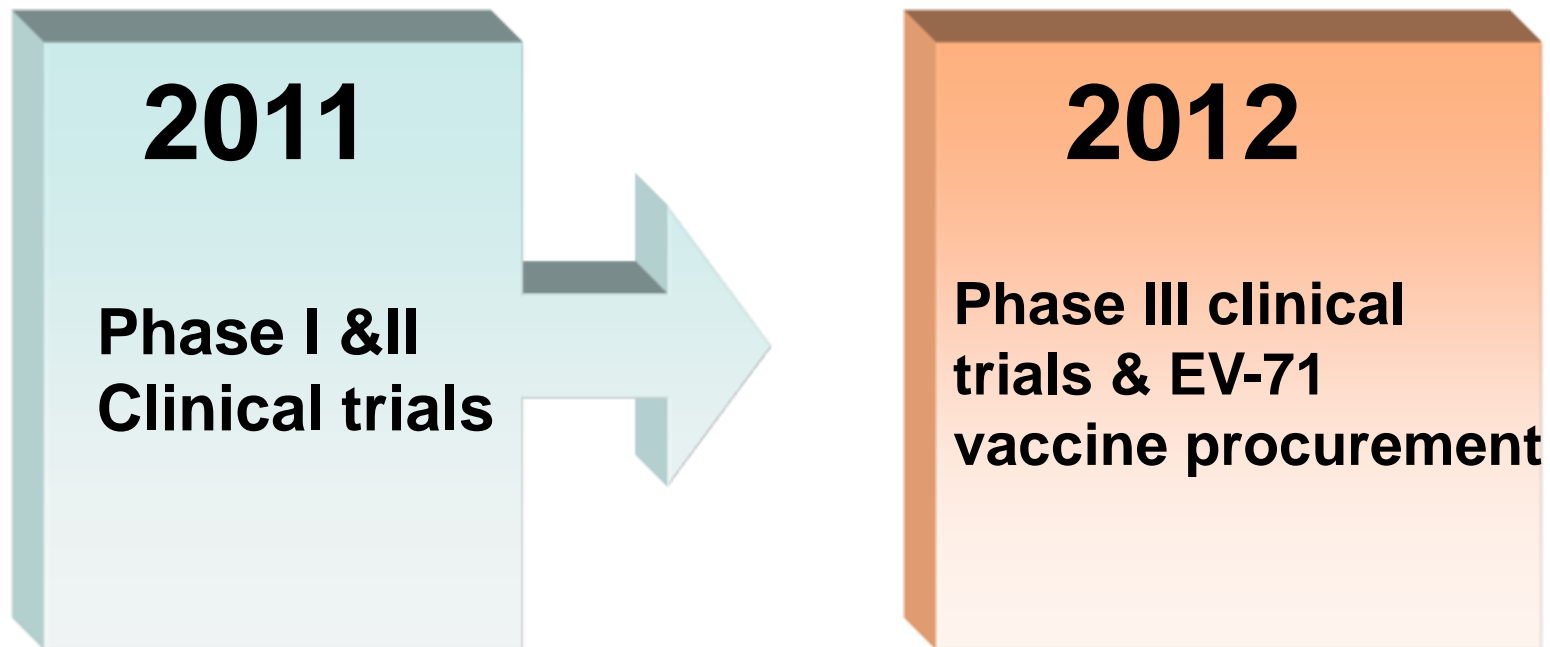 2011
Phase I &II
Clinical trials
2012
Phase III clinical
trials & EV-71
vaccine procurement